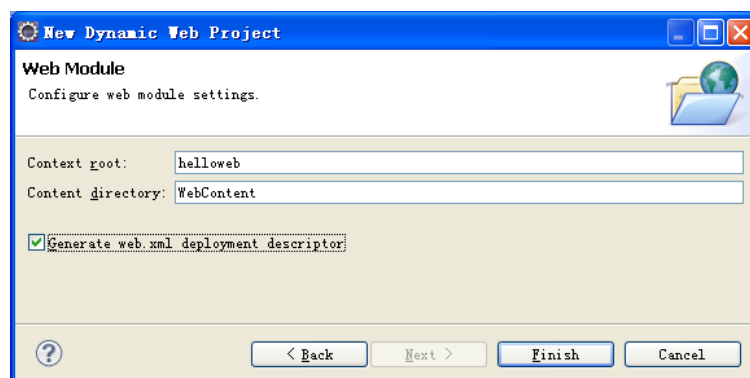 New Dynamic Web Project
Web Module
Configure web module settings.
Context root: helloweb
Content directory: WebContent
Generate web.xml deployment descriptor
? < Back Next > Finish Cancel